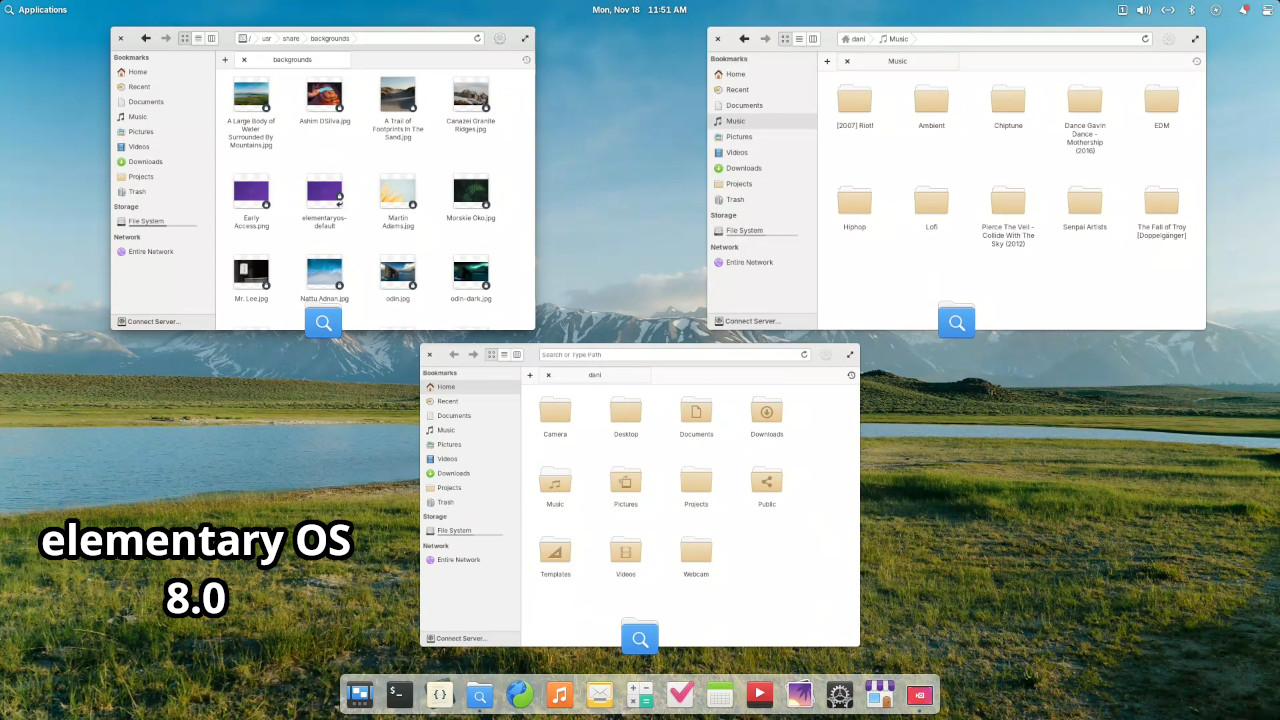 Applications
Mon, Nov 18 11:51 AM
1
/ usr share backgrounds
Bookmarks
Home
Recent
Documents
Music
Pictures
Videos
Downloads
Projects
Trash
Storage
File System
Network
Entire Network
Connect Server...
backgrounds
A Large Body of
Water
Surrounded By
Mountains.jpg
Ashim DSilva.jpg
A Trail of
Footprints In The
Sand.jpg
Canazei Granite
Ridges.jpg
Early
Access.png
elementaryos-
default
Martin
Adams.jpg
Morskie Oko.jpg
Mr. Lee.jpg
Nattu Adnan.jpg
odin.jpg
odin-dark.jpg
dani Music
Bookmarks
Home
Recent
Documents
Music
Pictures
Videos
Downloads
Projects
Trash
Storage
File System
Network
Entire Network
Connect Server...
Music
[2007] Riot!
Ambient
Chiptune
Dance Gavin
Dance -
Mothership
(2016)
EDM
Hiphop
Lofi
Pierce The Veil -
Collide With The
Sky (2012)
Senpai Artists
The Fall of Troy
[Doppelgänger]
Search or Type Path
Bookmarks
Home
Recent
Documents
Music
Pictures
Videos
Downloads
Projects
Trash
Storage
File System
Network
Entire Network
Connect Server...
dani
Camera
Desktop
Documents
Downloads
Music
Pictures
Projects
Public
Templates
Videos
Webcam
elementary OS
8.0